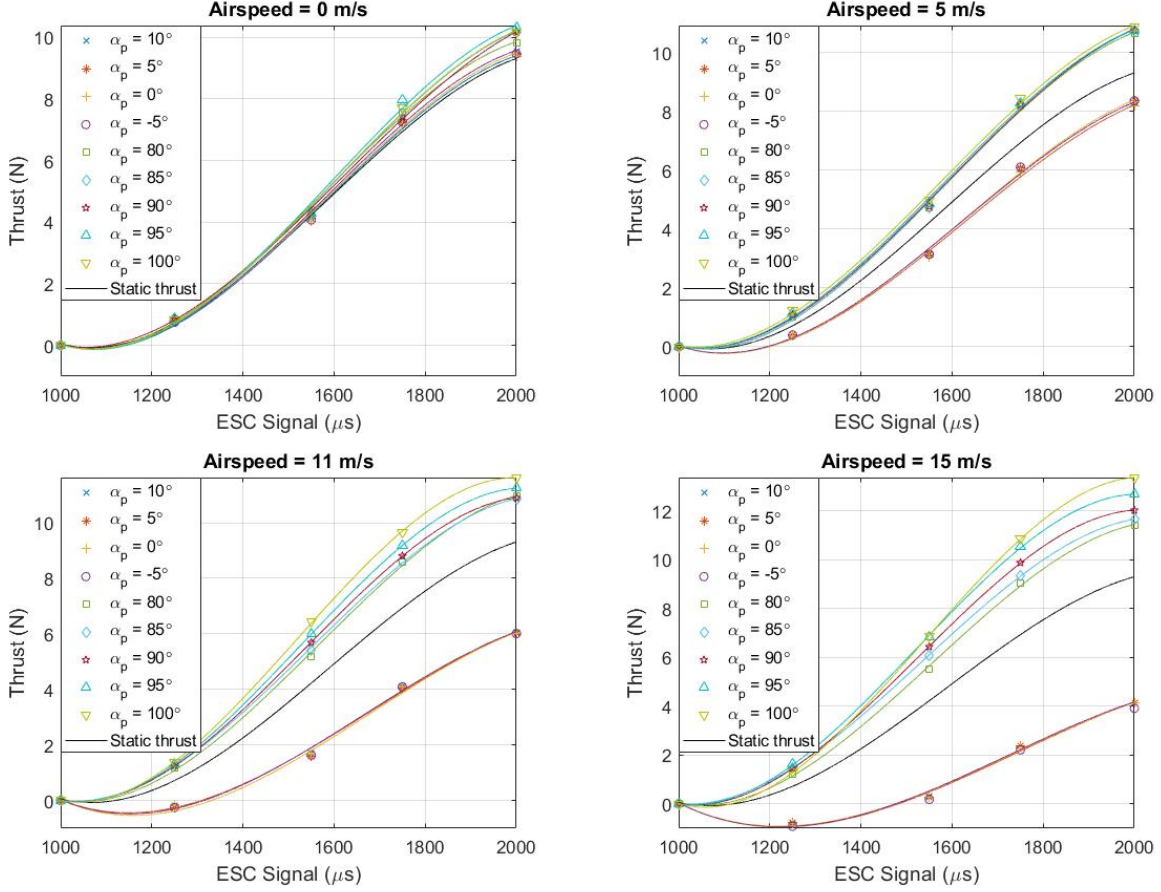 Airspeed = 0 m/s
10
8
6
4
2
0
Thrust (N)
αp = 10°
αp = 5°
αp = 0°
αp = -5°
αp = 80°
αp = 85°
αp = 90°
αp = 95°
αp = 100°
Static thrust
1000 1200 1400 1600 1800 2000
ESC Signal (μs)
Airspeed = 5 m/s
10
8
6
4
2
0
Thrust (N)
αp = 10°
αp = 5°
αp = 0°
αp = -5°
αp = 80°
αp = 85°
αp = 90°
αp = 95°
αp = 100°
Static thrust
1000 1200 1400 1600 1800 2000
ESC Signal (μs)
Airspeed = 11 m/s
10
8
6
4
2
0
Thrust (N)
αp = 10°
αp = 5°
αp = 0°
αp = -5°
αp = 80°
αp = 85°
αp = 90°
αp = 95°
αp = 100°
Static thrust
1000 1200 1400 1600 1800 2000
ESC Signal (μs)
Airspeed = 15 m/s
12
10
8
6
4
2
0
Thrust (N)
αp = 10°
αp = 5°
αp = 0°
αp = -5°
αp = 80°
αp = 85°
αp = 90°
αp = 95°
αp = 100°
Static thrust
1000 1200 1400 1600 1800 2000
ESC Signal (μs)